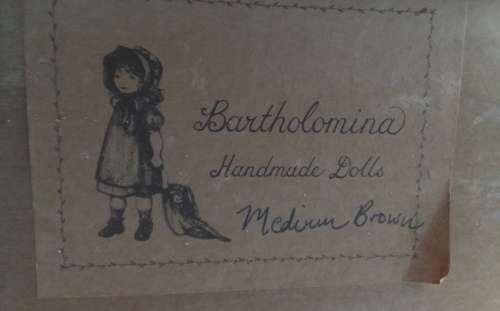 Bartholomina
Handmade Dolls
Medium Brown